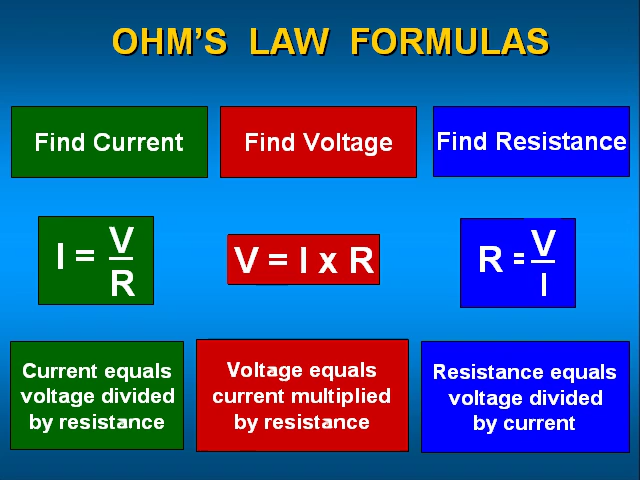 OHM'S LAW FORMULAS
Find Current
Find Voltage
Find Resistance
I = V/R
V = I x R
R = V/I
Current equals
voltage divided
by resistance
Voltage equals
current multiplied
by resistance
Resistance equals
voltage divided
by current